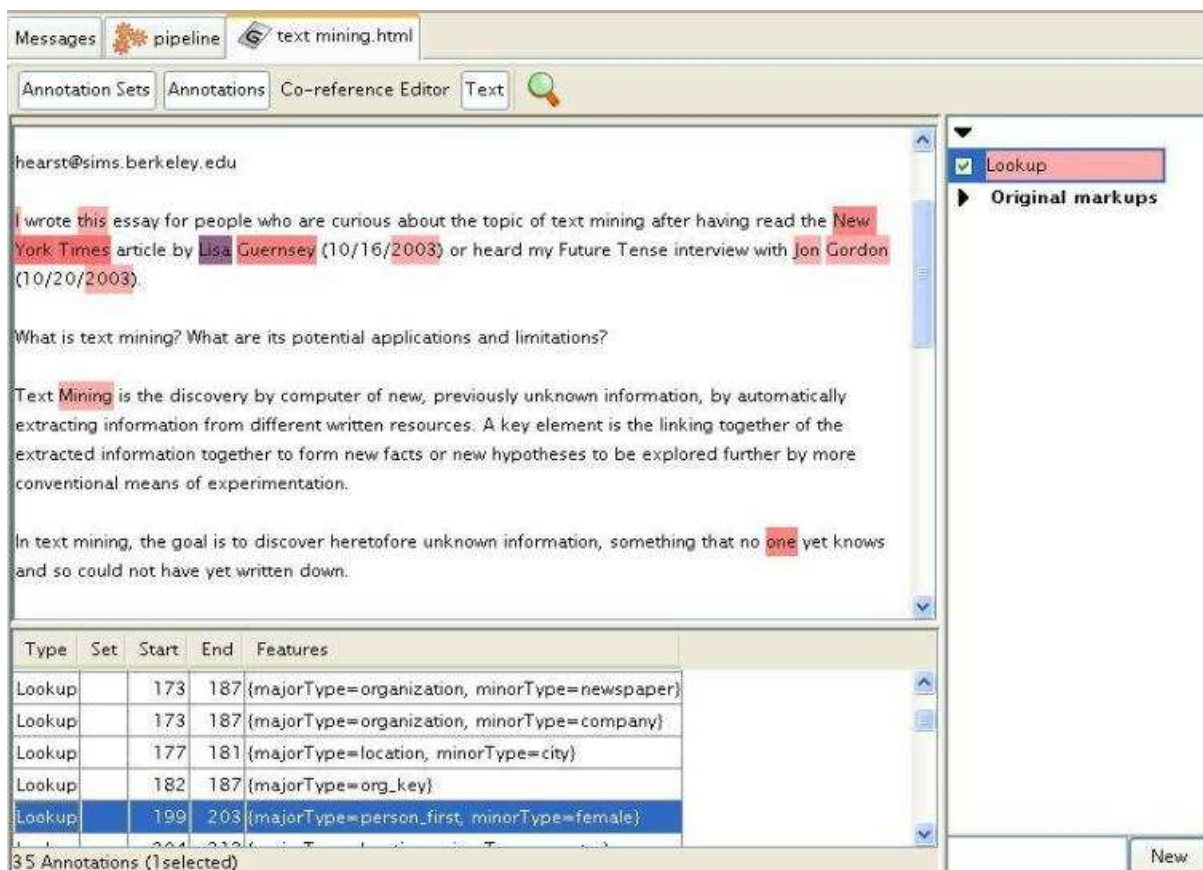 Messages pipeline text mining.html
Annotation Sets Annotations Co-reference Editor Text
hearst@sims.berkeley.edu
I wrote this essay for people who are curious about the topic of text mining after having read the New
York Times article by Lisa Guernsey (10/16/2003) or heard my Future Tense interview with Jon Gordon
(10/20/2003).
What is text mining? What are its potential applications and limitations?
Text Mining is the discovery by computer of new, previously unknown information, by automatically
extracting information from different written resources. A key element is the linking together of the
extracted information together to form new facts or new hypotheses to be explored further by more
conventional means of experimentation.
In text mining, the goal is to discover heretofore unknown information, something that no one yet knows
and so could not have yet written down.
Lookup
Original markups
Type Set Start End Features
Lookup 173 187 {majorType=organization, minorType=newspaper}
Lookup 173 187 {majorType=organization, minorType=company}
Lookup 177 181 {majorType=location, minorType=city}
Lookup 182 187 {majorType=org_key}
Lookup 199 203 {majorType=person_first, minorType=female}
35 Annotations (1selected)
New